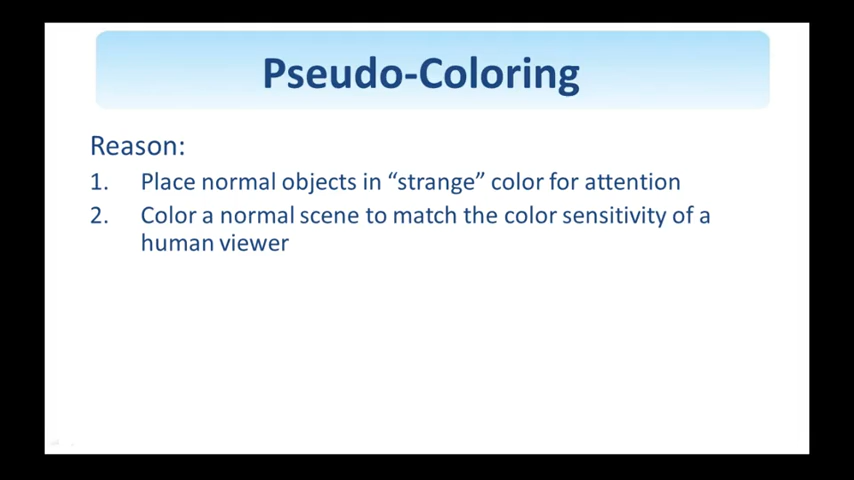 Pseudo-Coloring
Reason:
1. Place normal objects in “strange” color for attention
2. Color a normal scene to match the color sensitivity of a
human viewer